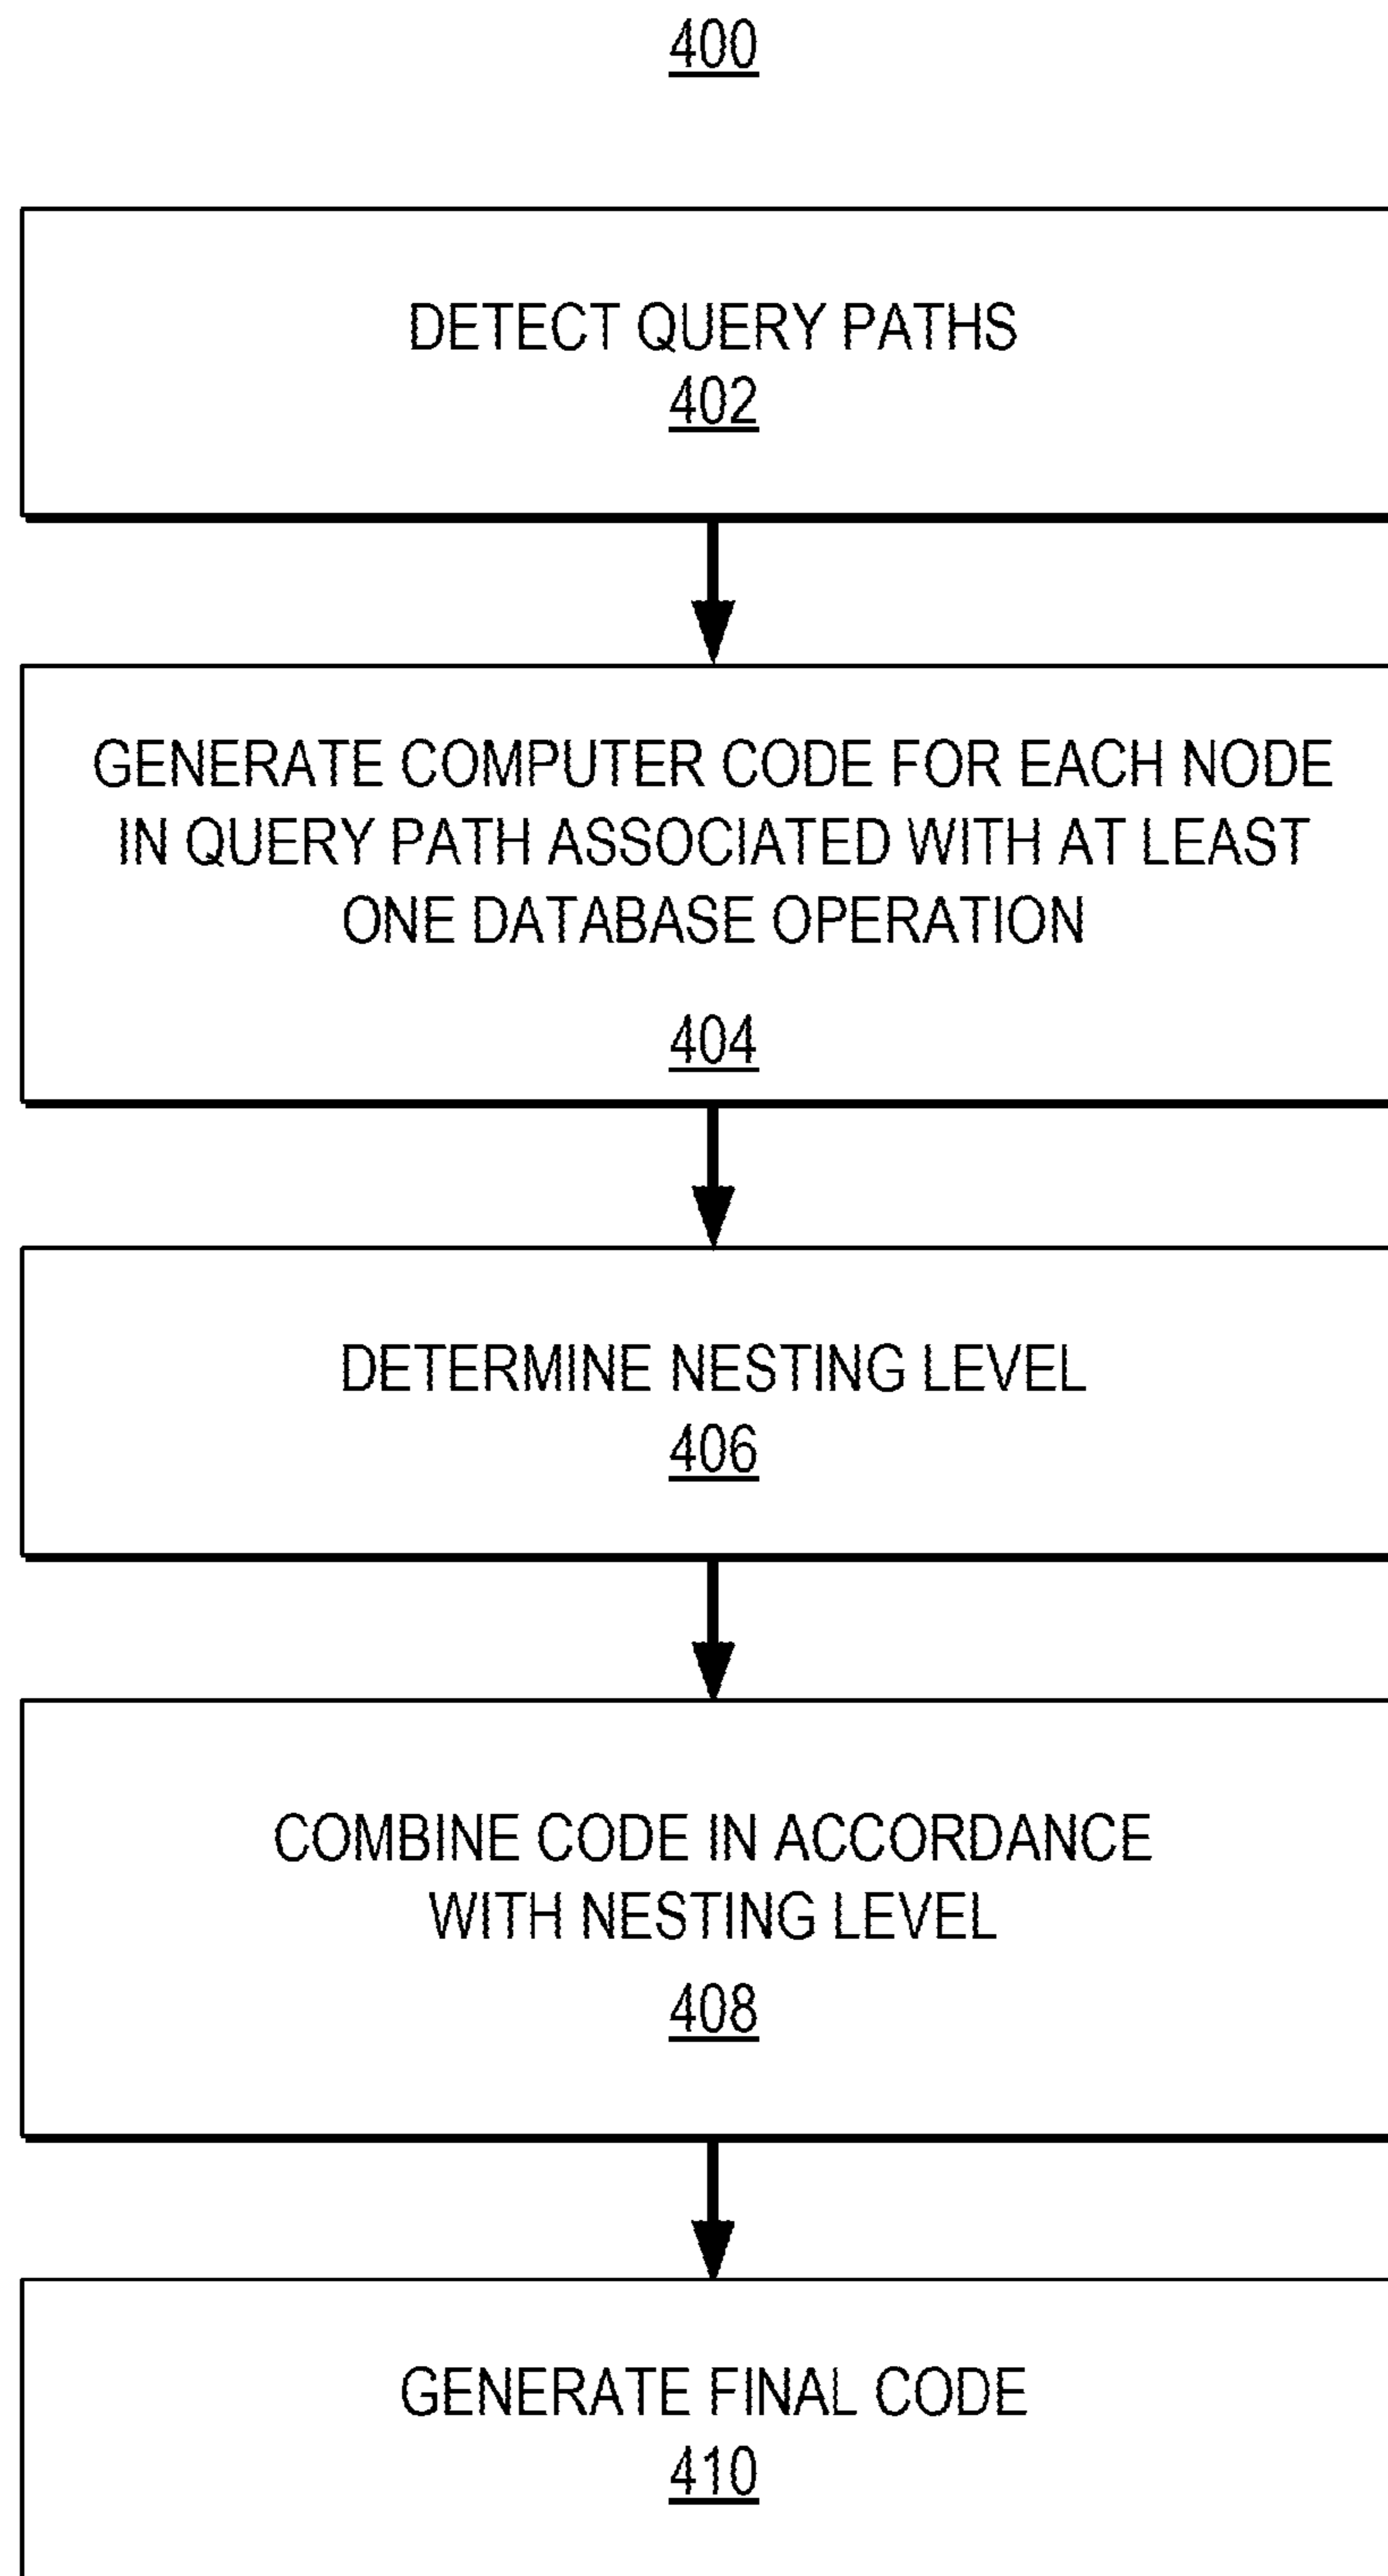 400
DETECT QUERY PATHS
402
GENERATE COMPUTER CODE FOR EACH NODE
IN QUERY PATH ASSOCIATED WITH AT LEAST
ONE DATABASE OPERATION
404
DETERMINE NESTING LEVEL
406
COMBINE CODE IN ACCORDANCE
WITH NESTING LEVEL
408
GENERATE FINAL CODE
410